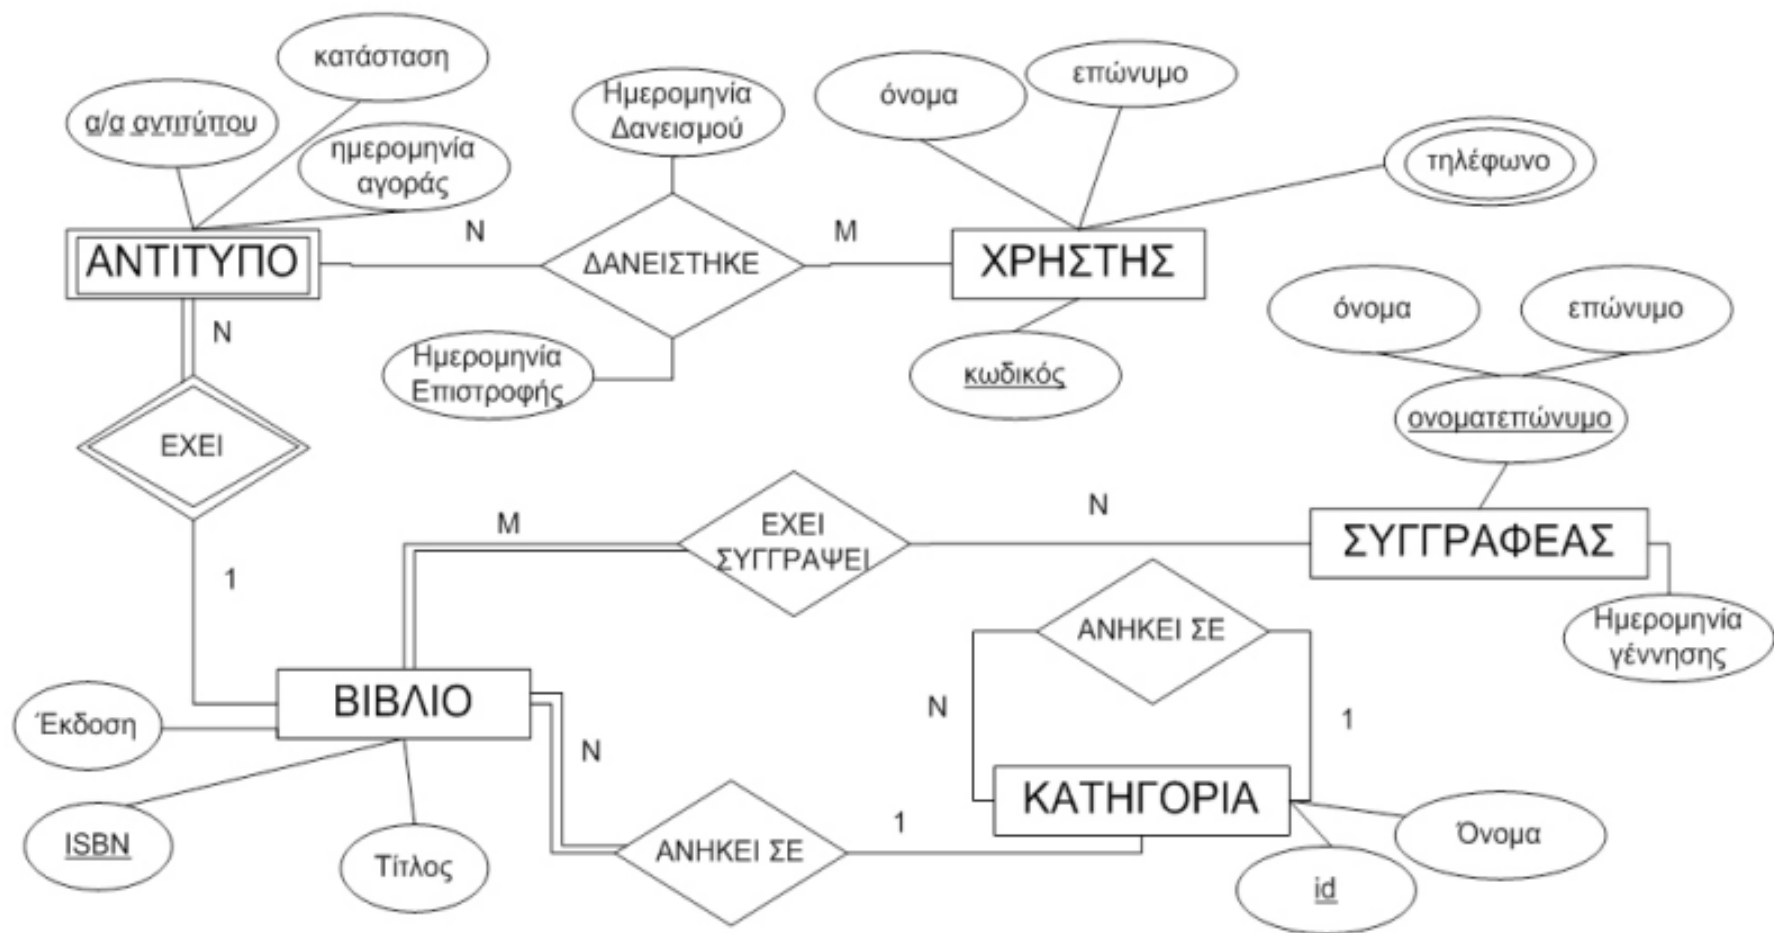 κατάσταση
α/α αντιτύπου
ημερομηνία
αγοράς
Ημερομηνία
Δανεισμού
όνομα
επώνυμο
τηλέφωνο
ΑΝΤΙΤΥΠΟ
N
ΔΑΝΕΙΣΤΗΚΕ
M
ΧΡΗΣΤΗΣ
N
Ημερομηνία
Επιστροφής
κωδικός
όνομα
επώνυμο
ονοματεπώνυμο
ΕΧΕΙ
1
M
ΕΧΕΙ
ΣΥΓΓΡΑΨΕΙ
N
ΣΥΓΓΡΑΦΕΑΣ
Ημερομηνία
γέννησης
ΑΝΗΚΕΙ ΣΕ
N
1
ΒΙΒΛΙΟ
Έκδοση
ISBN
Τίτλος
N
ΑΝΗΚΕΙ ΣΕ
1
ΚΑΤΗΓΟΡΙΑ
Όνομα
id